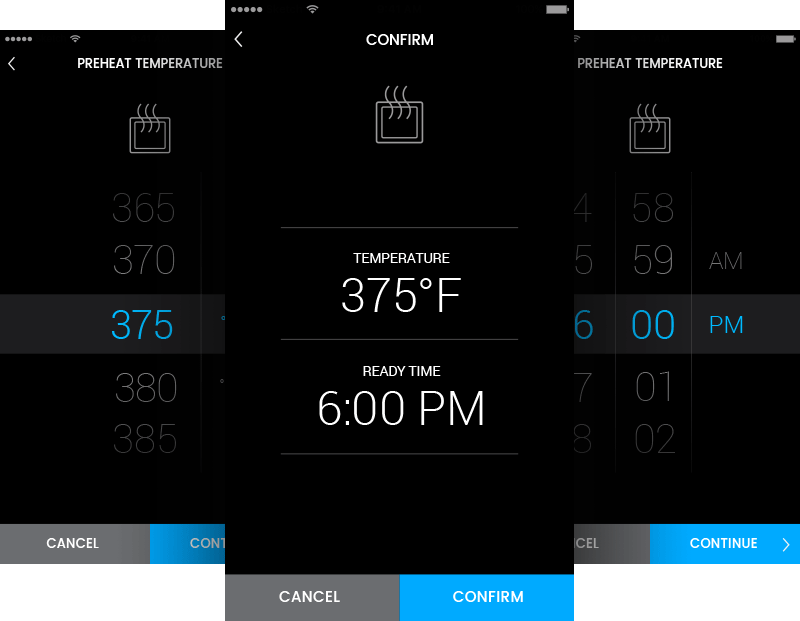 PREHEAT TEMPERATURE
365
370
375
380
385
CANCEL
CONT
CONFIRM
TEMPERATURE
375°F
READY TIME
6:00 PM
CANCEL
CONFIRM
PREHEAT TEMPERATURE
4 58
5 59 AM
6 00 PM
7 01
8 02
CEL
CONTINUE